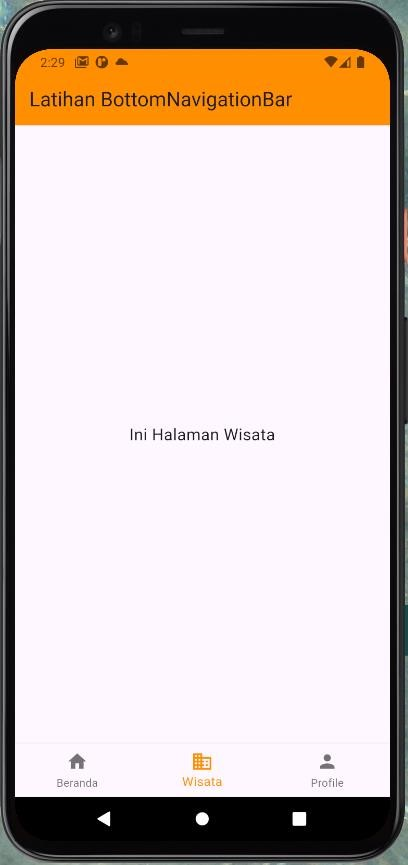 2:29
Latihan BottomNavigationBar
Ini Halaman Wisata
Beranda
Wisata
Profile